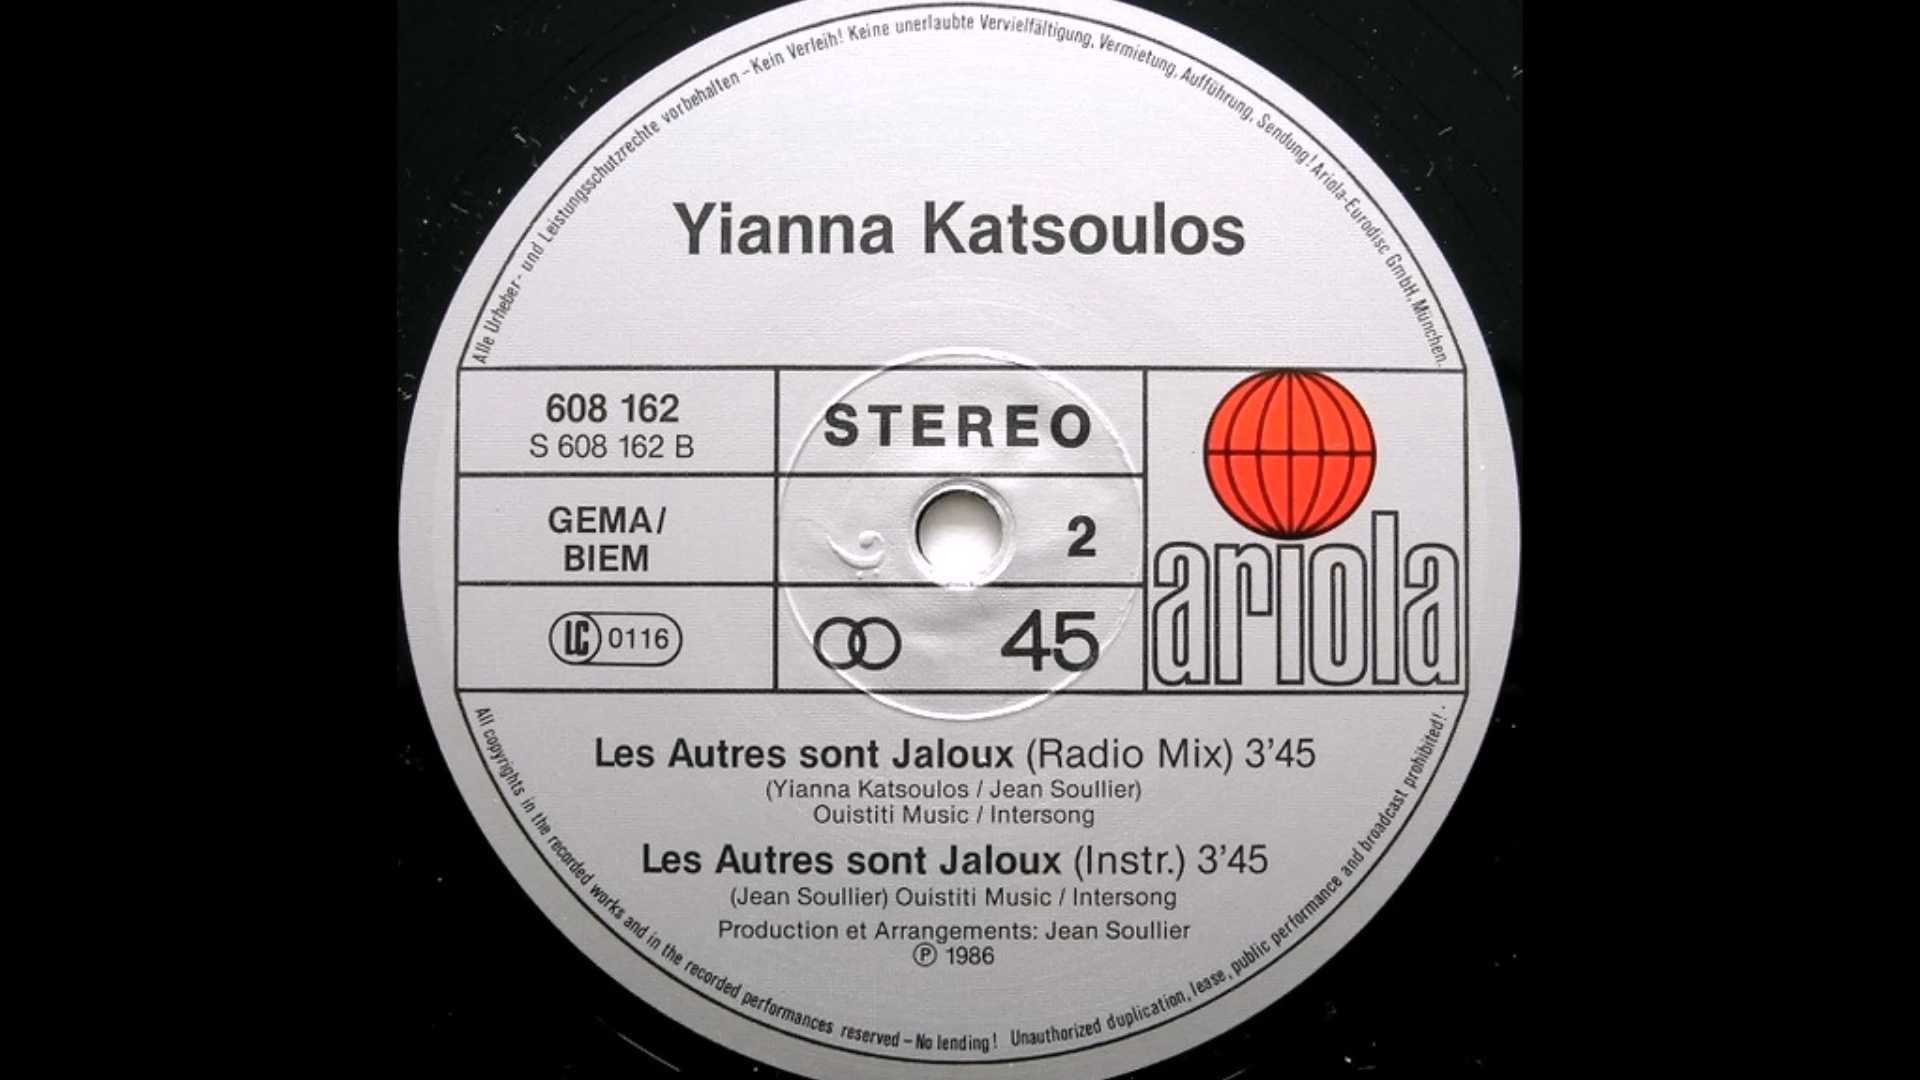 Alle Urheber- und Leistungsschutzrechte vorbehalten – Kein Verleih! Keine unerlaubte Vervielfältigung, Vermietung, Aufführung, Sendung! Ariola-Eurodisc GmbH, München.
Yianna Katsoulos
608 162
S 608 162 B
STEREO
GEMA/
BIEM
2
LC 0116
45
ariola
Les Autres sont Jaloux (Radio Mix) 3'45
(Yianna Katsoulos / Jean Soullier)
Ouistiti Music / Intersong
Les Autres sont Jaloux (Instr.) 3'45
(Jean Soullier) Ouistiti Music / Intersong
Production et Arrangements: Jean Soullier
℗ 1986
All copyrights in the recorded works and in the recorded performances reserved – No lending! Unauthorized duplication, lease, public performance and broadcast prohibited!